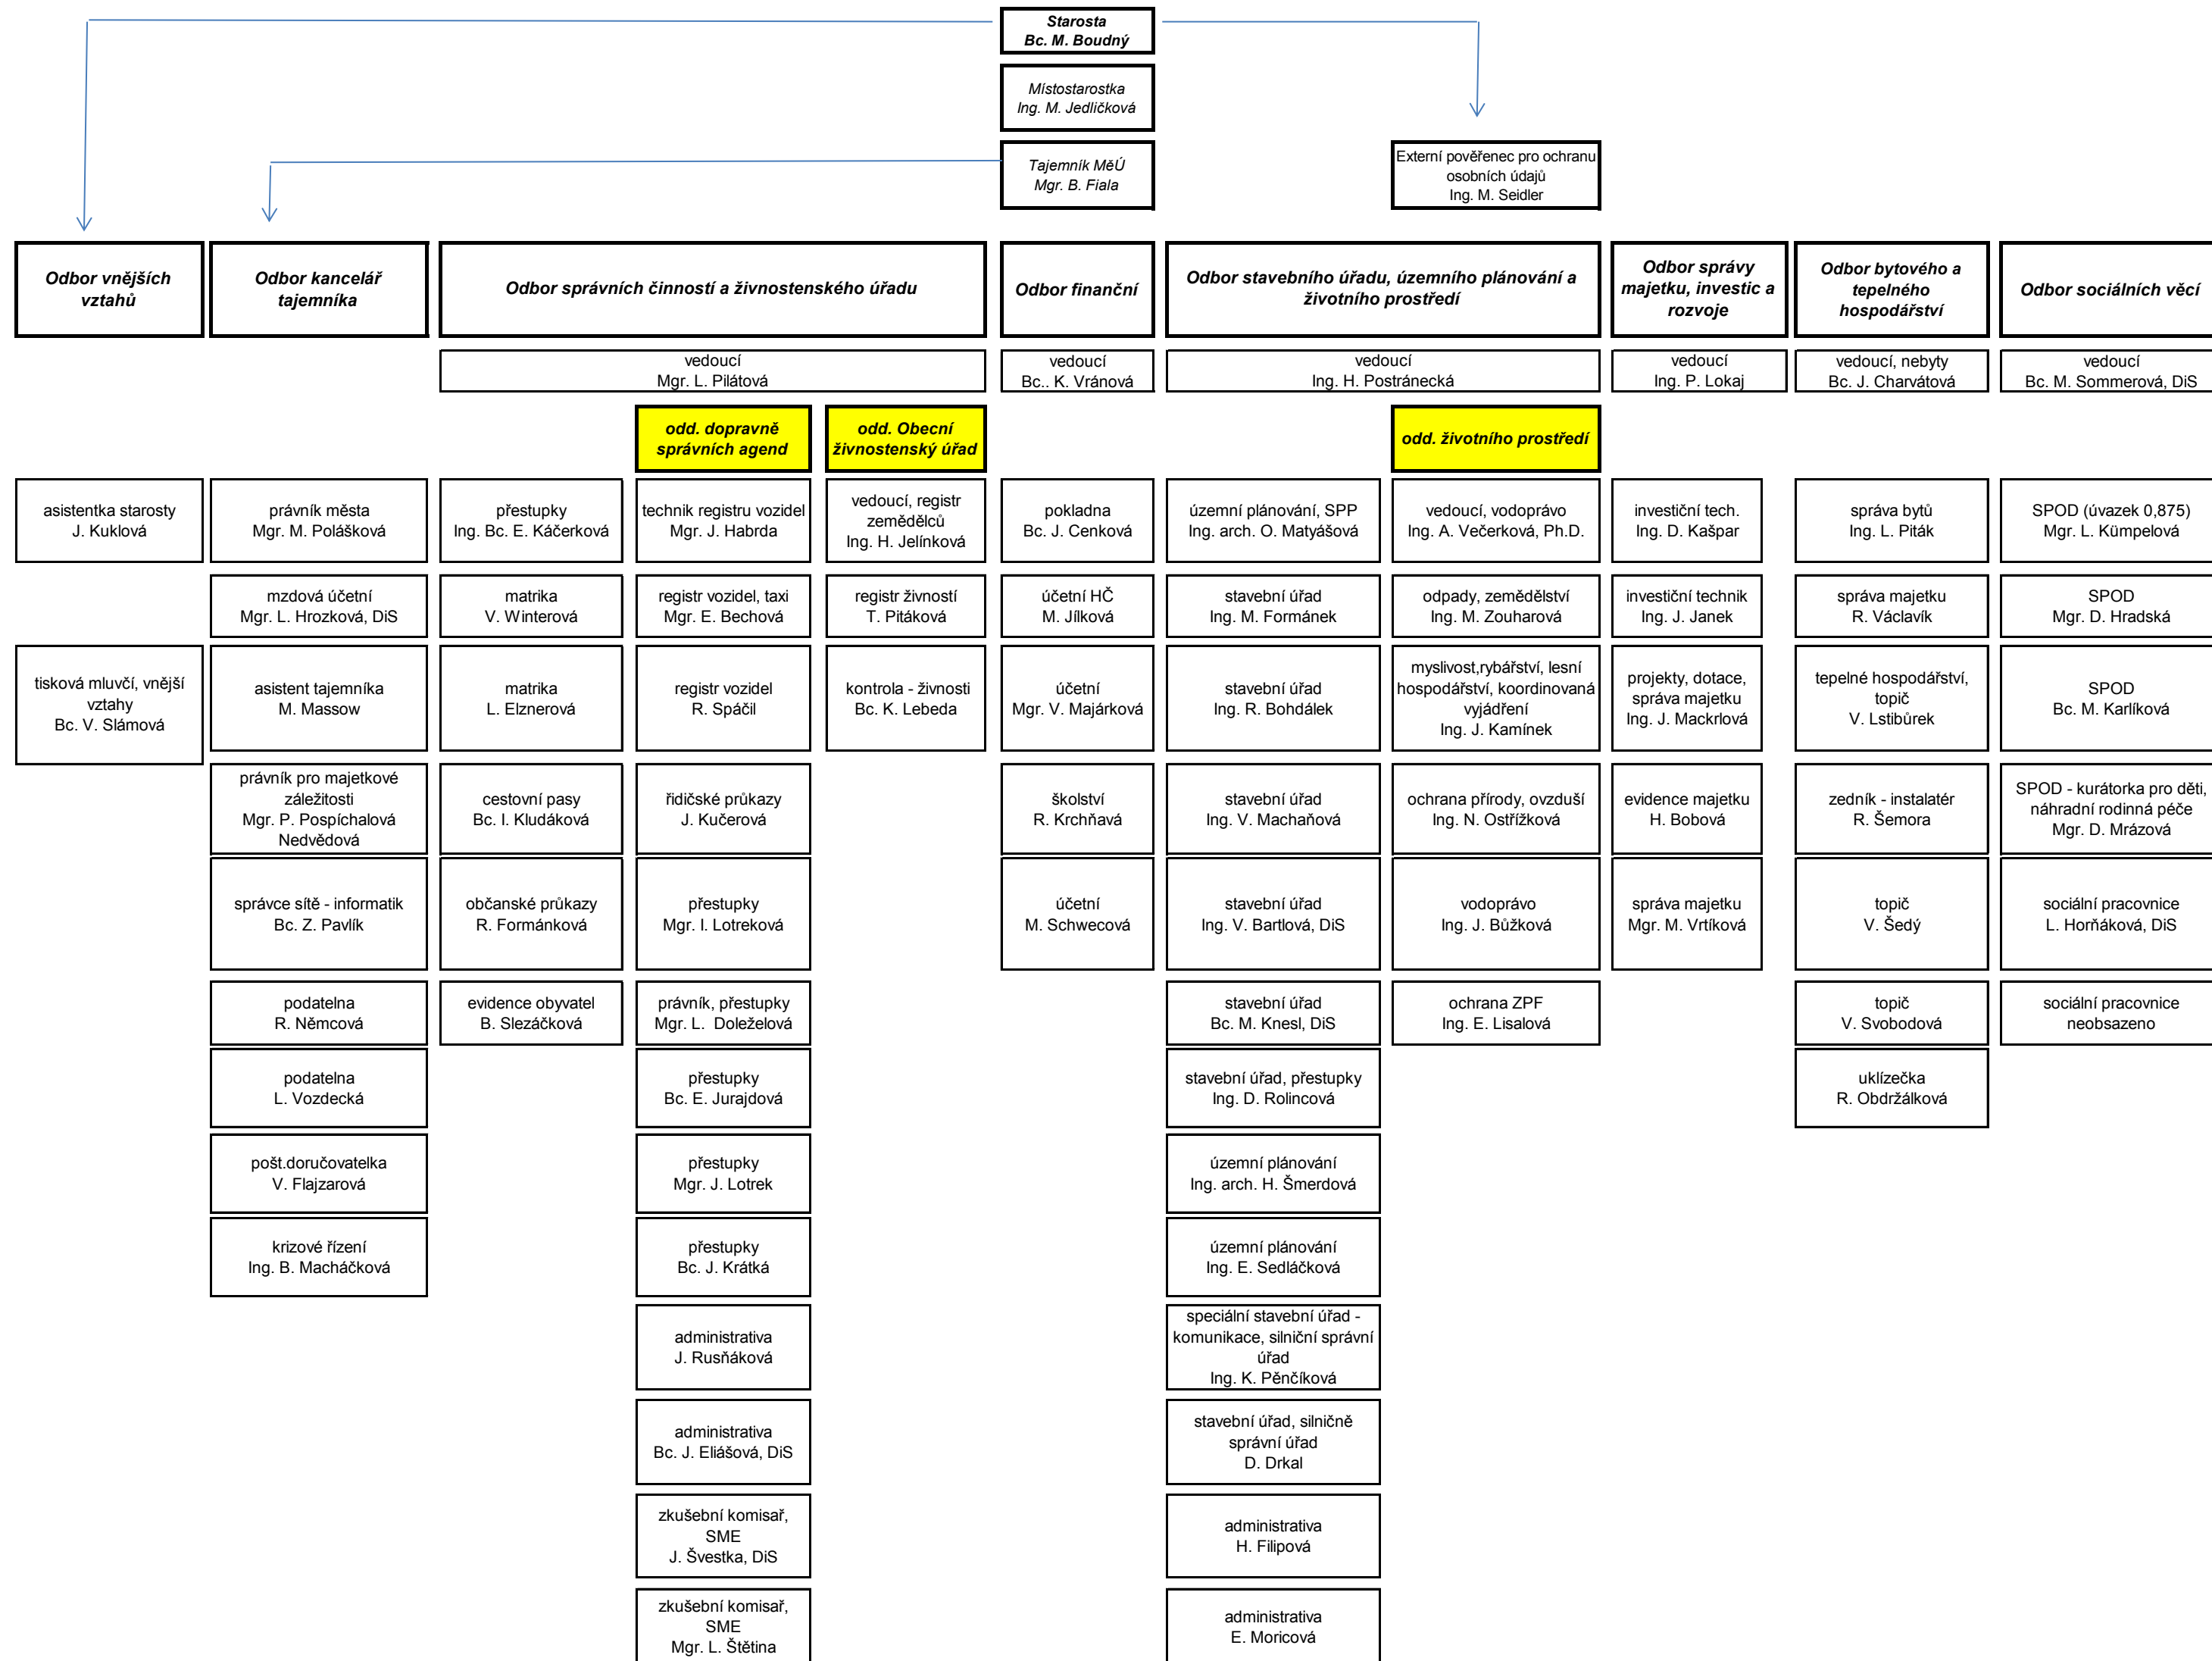 Starosta
Bc. M. Boudný
Místostarostka
Ing. M. Jedličková
Tajemník MěÚ
Mgr. B. Fiala
Externí pověřenec pro ochranu
osobních údajů
Ing. M. Seidler
Odbor vnějších
vztahů
Odbor kancelář
tajemníka
Odbor správních činností a živnostenského úřadu
Odbor finanční
Odbor stavebního úřadu, územního plánování a
životního prostředí
Odbor správy
majetku, investic a
rozvoje
Odbor bytového a
tepelného
hospodářství
Odbor sociálních věcí
vedoucí
Mgr. L. Pilátová
vedoucí
Bc.. K. Vránová
vedoucí
Ing. H. Postránecká
vedoucí
Ing. P. Lokaj
vedoucí, nebyty
Bc. J. Charvátová
vedoucí
Bc. M. Sommerová, DiS
odd. dopravně
správních agend
odd. Obecní
živnostenský úřad
odd. životního prostředí
asistentka starosty
J. Kuklová
právník města
Mgr. M. Polášková
přestupky
Ing. Bc. E. Káčerková
technik registru vozidel
Mgr. J. Habrda
vedoucí, registr
zemědělců
Ing. H. Jelínková
pokladna
Bc. J. Cenková
územní plánování, SPP
Ing. arch. O. Matyášová
vedoucí, vodoprávo
Ing. A. Večerková, Ph.D.
investiční tech.
Ing. D. Kašpar
správa bytů
Ing. L. Piták
SPOD (úvazek 0,875)
Mgr. L. Kümpelová
mzdová účetní
Mgr. L. Hrozková, DiS
matrika
V. Winterová
registr vozidel, taxi
Mgr. E. Bechová
registr živností
T. Pitáková
účetní HČ
M. Jílková
stavební úřad
Ing. M. Formánek
odpady, zemědělství
Ing. M. Zouharová
investiční technik
Ing. J. Janek
správa majetku
R. Václavík
SPOD
Mgr. D. Hradská
tisková mluvčí, vnější
vztahy
Bc. V. Slámová
asistent tajemníka
M. Massow
matrika
L. Elznerová
registr vozidel
R. Spáčil
kontrola - živnosti
Bc. K. Lebeda
účetní
Mgr. V. Majárková
stavební úřad
Ing. R. Bohdálek
myslivost,rybářství, lesní
hospodářství, koordinovaná
vyjádření
Ing. J. Kamínek
projekty, dotace,
správa majetku
Ing. J. Mackrlová
tepelné hospodářství,
topič
V. Lstibůrek
SPOD
Bc. M. Karlíková
právník pro majetkové
záležitosti
Mgr. P. Pospíchalová
Nedvědová
cestovní pasy
Bc. I. Kludáková
řidičské průkazy
J. Kučerová
školství
R. Krchňavá
stavební úřad
Ing. V. Machaňová
ochrana přírody, ovzduší
Ing. N. Ostřížková
evidence majetku
H. Bobová
zedník - instalatér
R. Šemora
SPOD - kurátorka pro děti,
náhradní rodinná péče
Mgr. D. Mrázová
správce sítě - informatik
Bc. Z. Pavlík
občanské průkazy
R. Formánková
přestupky
Mgr. I. Lotreková
účetní
M. Schwecová
stavební úřad
Ing. V. Bartlová, DiS
vodoprávo
Ing. J. Bůžková
správa majetku
Mgr. M. Vrtíková
topič
V. Šedý
sociální pracovnice
L. Horňáková, DiS
podatelna
R. Němcová
evidence obyvatel
B. Slezáčková
právník, přestupky
Mgr. L. Doleželová
stavební úřad
Bc. M. Knesl, DiS
ochrana ZPF
Ing. E. Lisalová
topič
V. Svobodová
sociální pracovnice
neobsazeno
podatelna
L. Vozdecká
přestupky
Bc. E. Jurajdová
stavební úřad, přestupky
Ing. D. Rolincová
uklízečka
R. Obdržálková
pošt.doručovatelka
V. Flajzarová
přestupky
Mgr. J. Lotrek
územní plánování
Ing. arch. H. Šmerdová
krizové řízení
Ing. B. Macháčková
přestupky
Bc. J. Krátká
územní plánování
Ing. E. Sedláčková
administrativa
J. Rusňáková
speciální stavební úřad -
komunikace, silniční správní
úřad
Ing. K. Pěnčíková
administrativa
Bc. J. Eliášová, DiS
stavební úřad, silničně
správní úřad
D. Drkal
zkušební komisař,
SME
J. Švestka, DiS
administrativa
H. Filipová
zkušební komisař,
SME
Mgr. L. Štětina
administrativa
E. Moricová